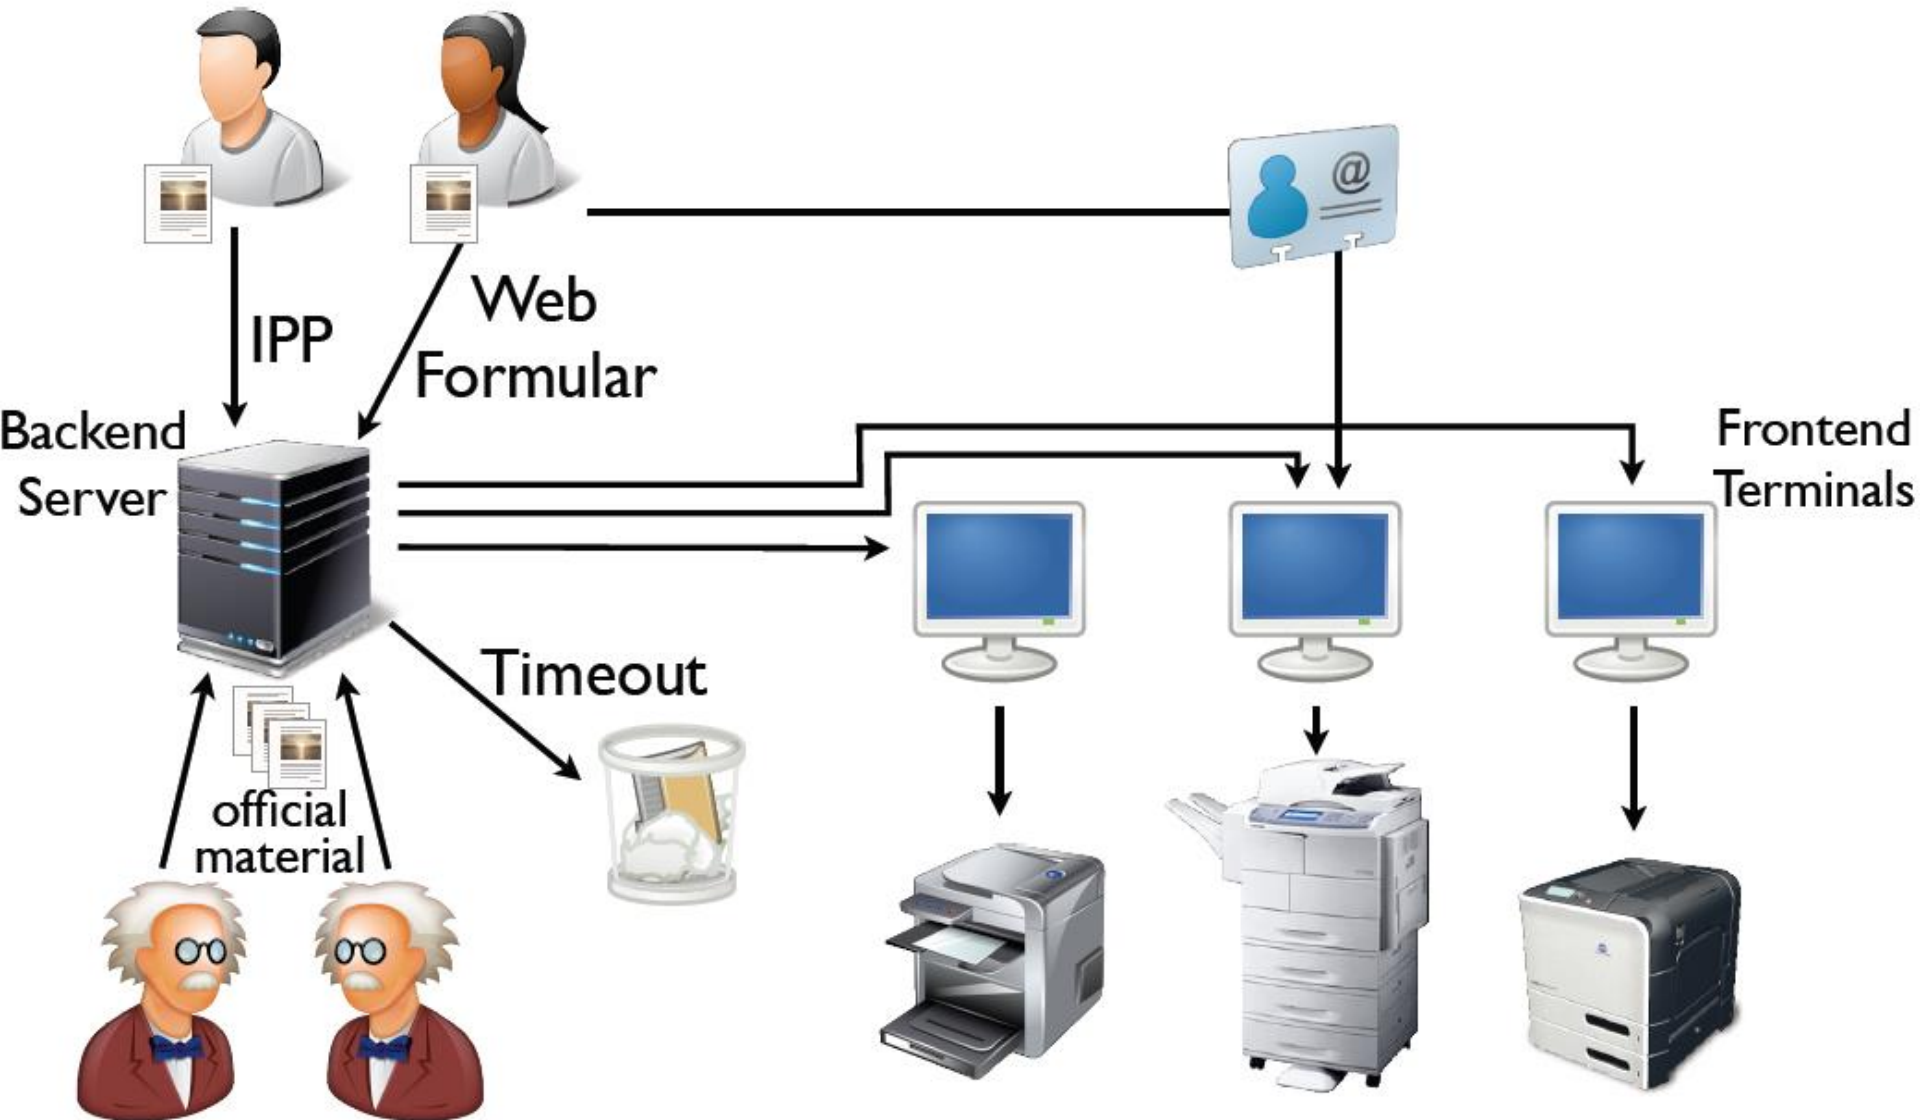 @
IPP
Web
Formular
Backend
Server
Frontend
Terminals
Timeout
official
material